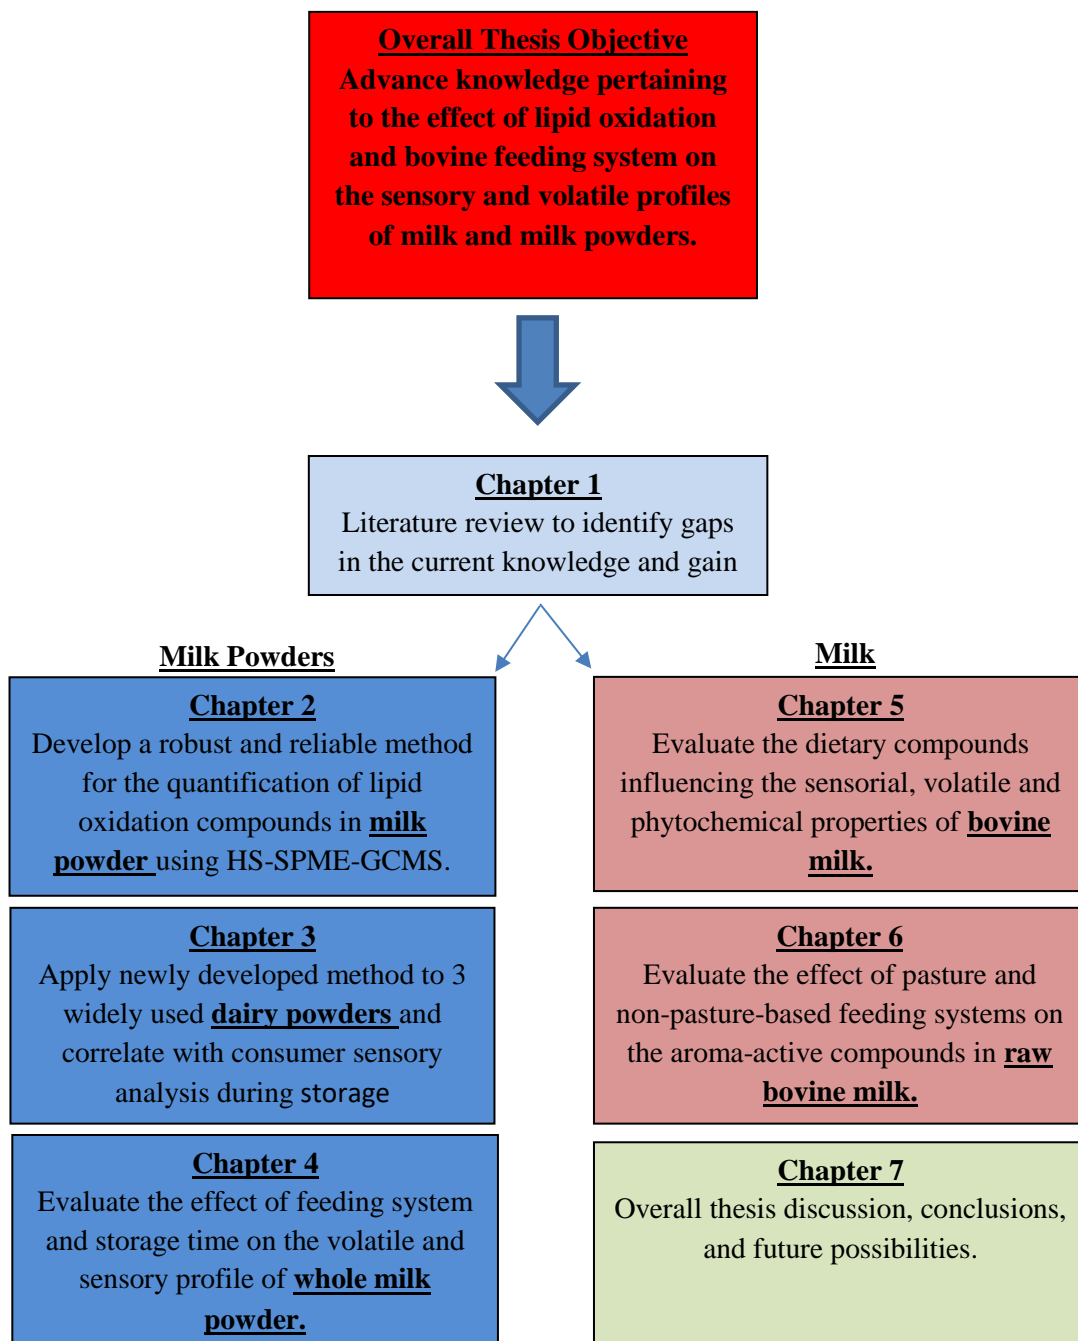 Overall Thesis Objective
Advance knowledge pertaining
to the effect of lipid oxidation
and bovine feeding system on
the sensory and volatile profiles
of milk and milk powders.
Chapter 1
Literature review to identify gaps
in the current knowledge and gain
Milk Powders
Chapter 2
Develop a robust and reliable method
for the quantification of lipid
oxidation compounds in milk
powder using HS-SPME-GCMS.
Chapter 3
Apply newly developed method to 3
widely used dairy powders and
correlate with consumer sensory
analysis during storage
Chapter 4
Evaluate the effect of feeding system
and storage time on the volatile and
sensory profile of whole milk
powder.
Milk
Chapter 5
Evaluate the dietary compounds
influencing the sensorial, volatile and
phytochemical properties of bovine
milk.
Chapter 6
Evaluate the effect of pasture and
non-pasture-based feeding systems on
the aroma-active compounds in raw
bovine milk.
Chapter 7
Overall thesis discussion, conclusions,
and future possibilities.